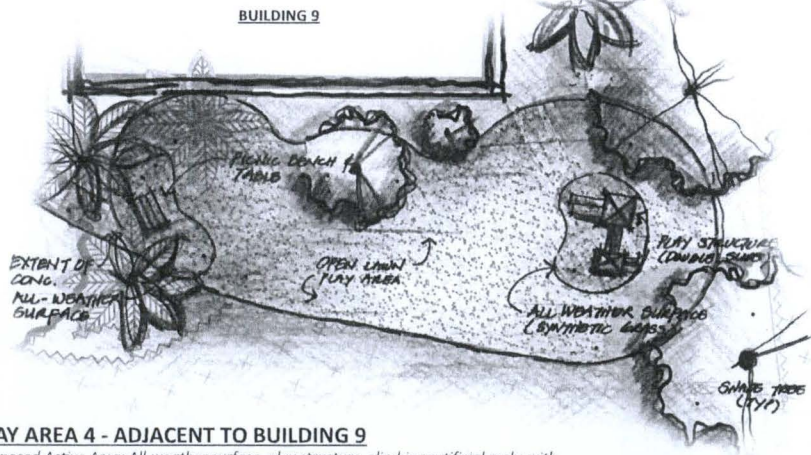 BUILDING 9
PICNIC BENCH
TABLE
EXTENT OF
CONC.
ALL-WEATHER
SURFACE
OPEN LAWN
PLAY AREA
PLAY STRUCTURE
(DOUBLE
ALL WEATHER SURFACE
(SYNTHETIC GRASS)
SHADE TREE
(TYP)
AY AREA 4 - ADJACENT TO BUILDING 9